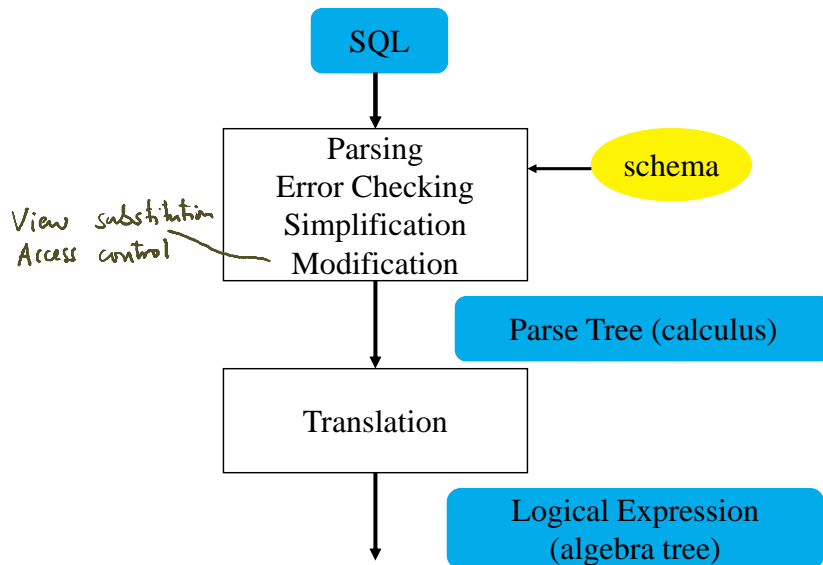 SQL
Parsing
Error Checking
Simplification
Modification
schema
View substitution
Access control
Parse Tree (calculus)
Translation
Logical Expression
(algebra tree)